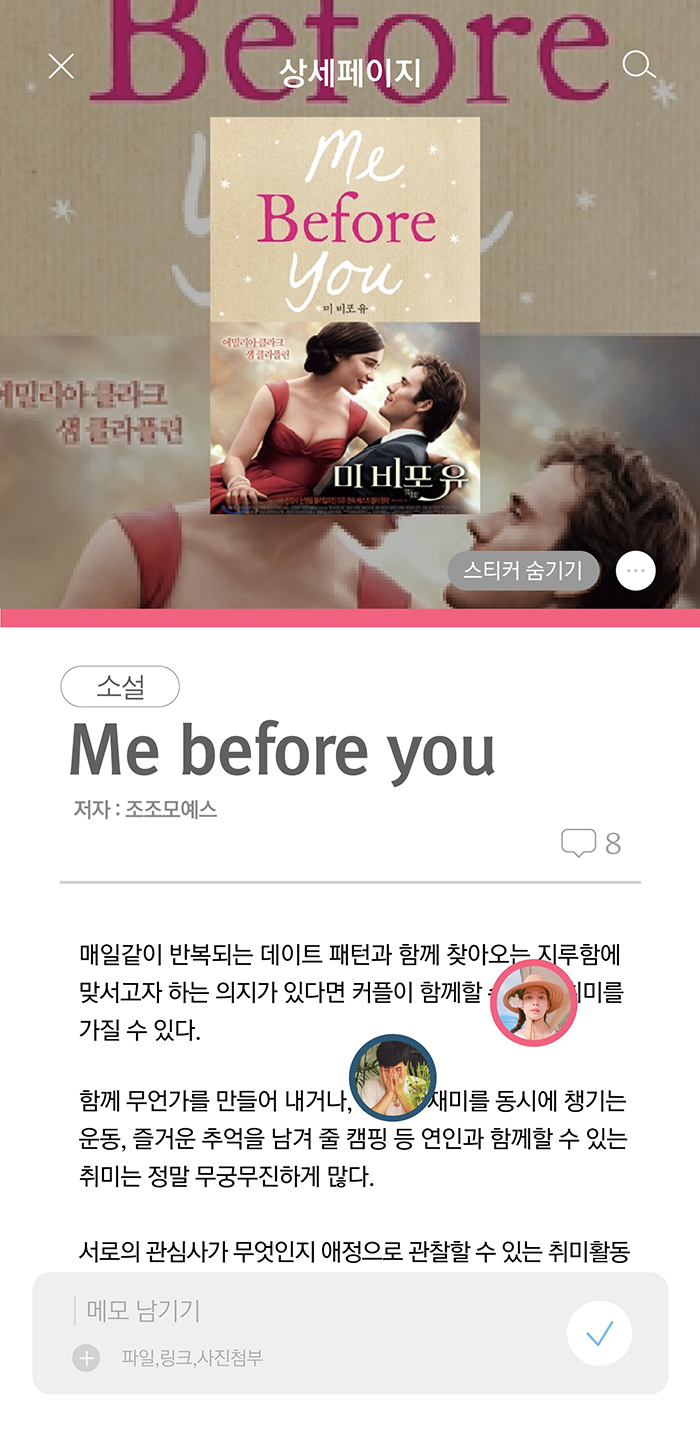 Before
상세페이지
Me
Before
you
미 비포 유
에밀리아 클라크
샘 클라플린
미 비포 유
에밀리아 클라크
샘 클라플린
스티커 숨기기
소설
Me before you
저자 : 조조모예스
8
매일같이 반복되는 데이트 패턴과 함께 찾아오는 지루함에
맞서고자 하는 의지가 있다면 커플이 함께할 취미를
가질 수 있다.
함께 무언가를 만들어 내거나, 재미를 동시에 챙기는
운동, 즐거운 추억을 남겨 줄 캠핑 등 연인과 함께할 수 있는
취미는 정말 무궁무진하게 많다.
서로의 관심사가 무엇인지 애정으로 관찰할 수 있는 취미활동
메모 남기기
파일,링크,사진첨부